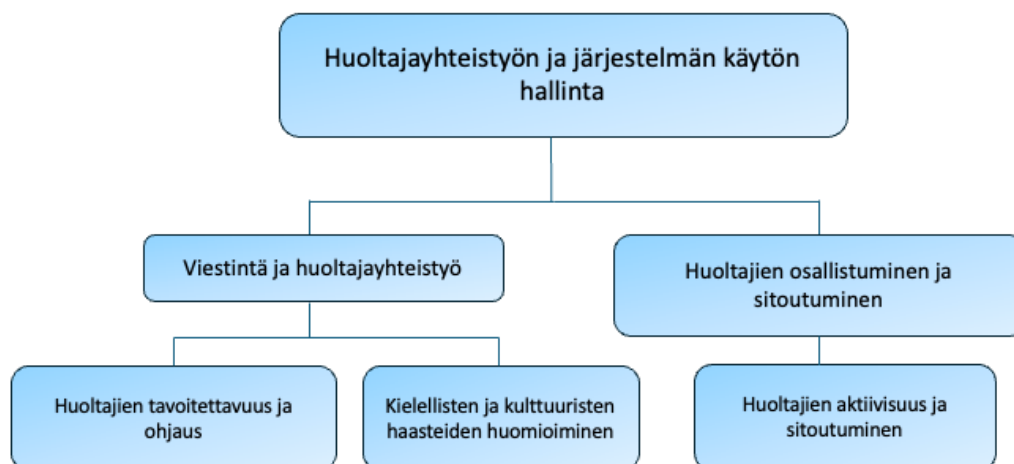 Huoltajayhteistyön ja järjestelmän käytön
hallinta
Viestintä ja huoltajayhteistyö
Huoltajien osallistuminen ja
sitoutuminen
Huoltajien tavoitettavuus ja
ohjaus
Kielellisten ja kulttuuristen
haasteiden huomioiminen
Huoltajien aktiivisuus ja
sitoutuminen